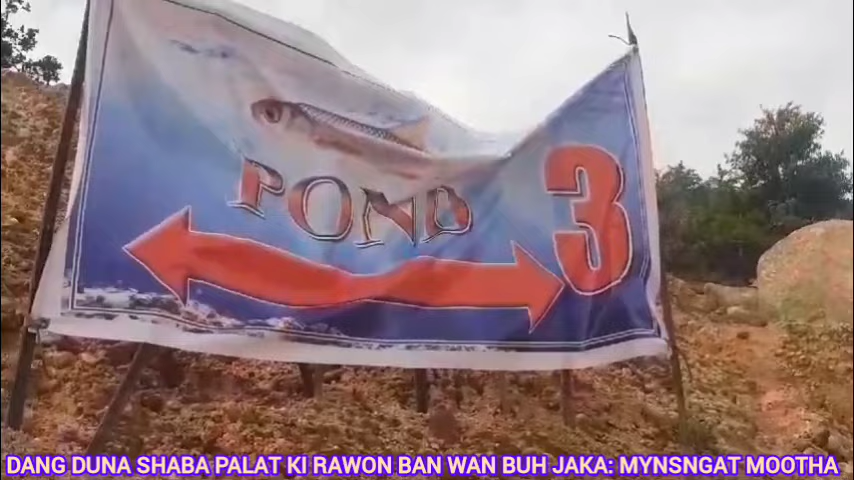 POND 3
DANG DUNA SHABA PALAT KI RAWON BAN WAN BUH JAKA: MYNSNGAT MOOTHA